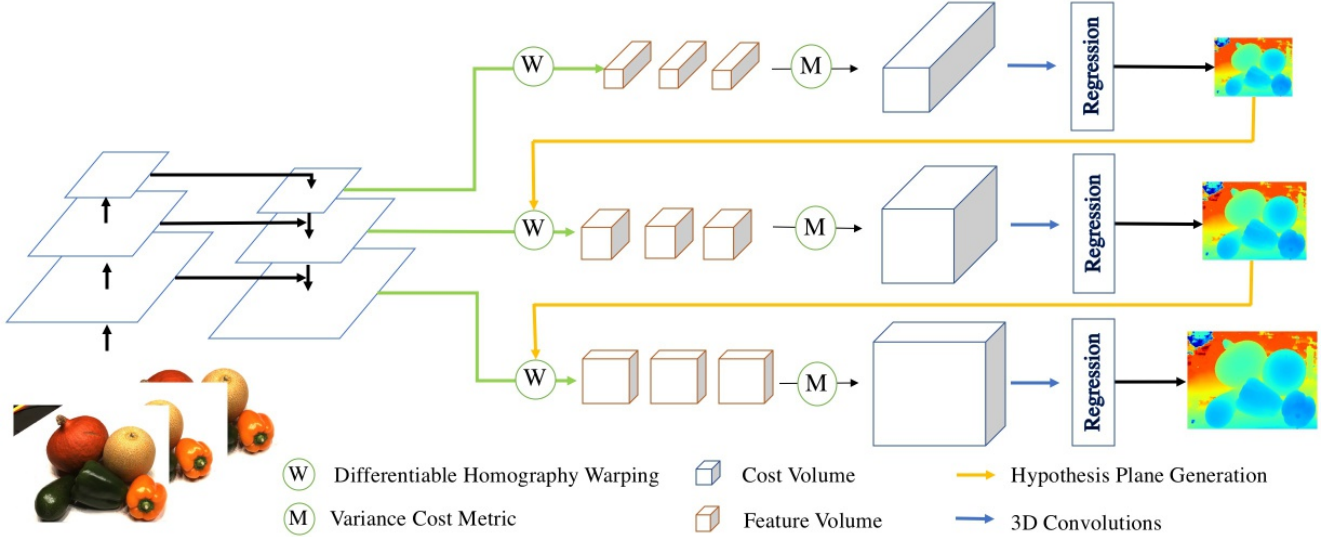 W
M
Regression
W
M
Regression
W
M
Regression
W Differentiable Homography Warping
Cost Volume
Hypothesis Plane Generation
M Variance Cost Metric
Feature Volume
3D Convolutions